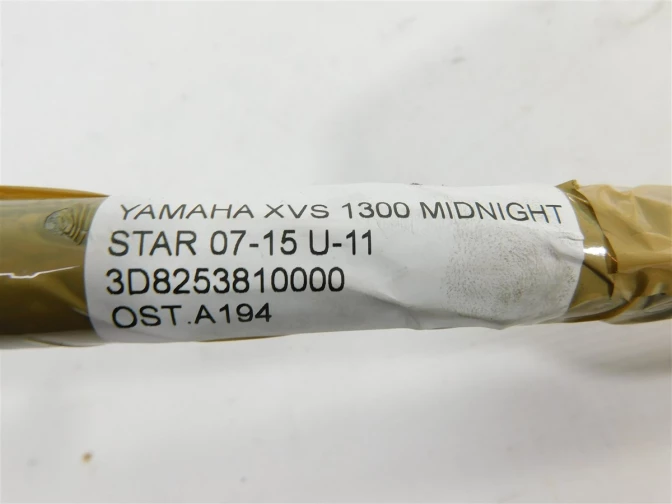 YAMAHA XVS 1300 MIDNIGHT
STAR 07-15 U-11
3D8253810000
OST.A194